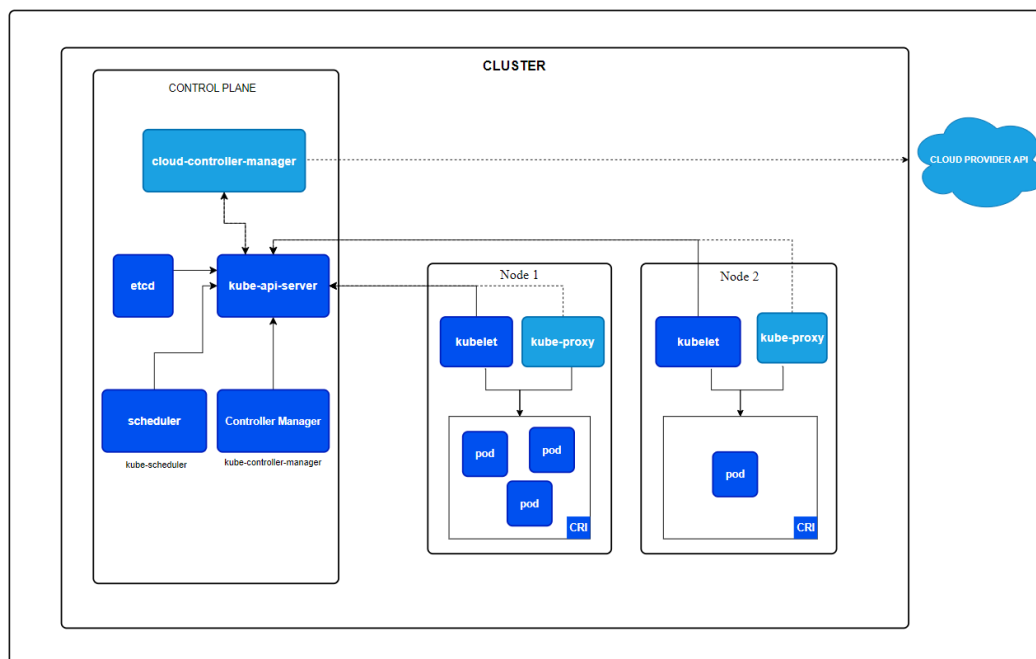 CLUSTER
CONTROL PLANE
cloud-controller-manager
CLOUD PROVIDER API
etcd
kube-api-server
scheduler
kube-scheduler
Controller Manager
kube-controller-manager
Node 1
kubelet
kube-proxy
pod
pod
pod
CRI
Node 2
kubelet
kube-proxy
pod
CRI